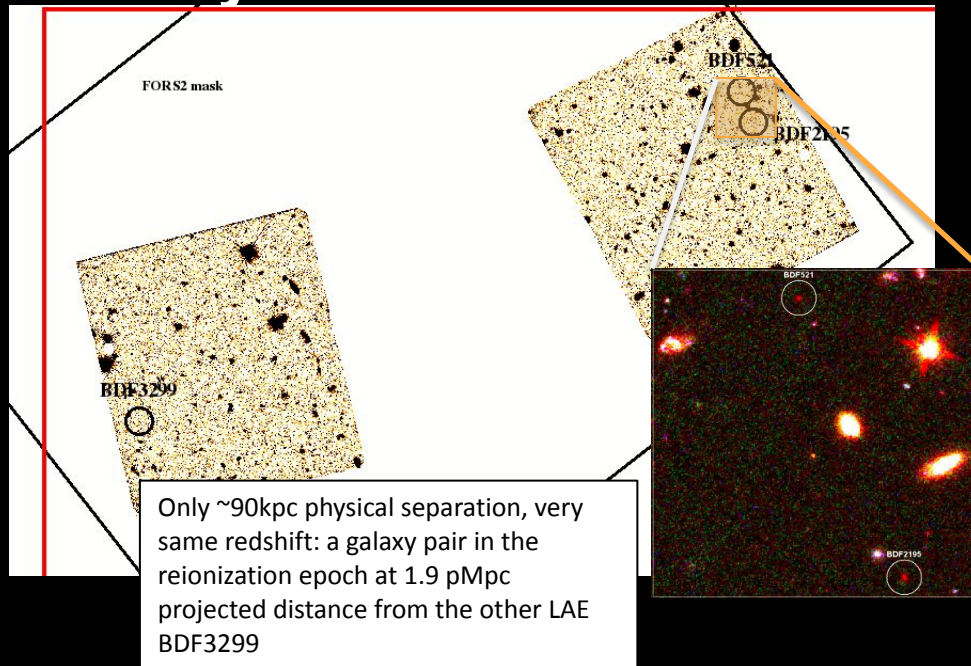 BDF521
FORS2 mask
BDF2195
BDF521
BDF3299
Only ~90kpc physical separation, very
same redshift: a galaxy pair in the
reionization epoch at 1.9 pMpc
projected distance from the other LAE
BDF3299
BDF2195